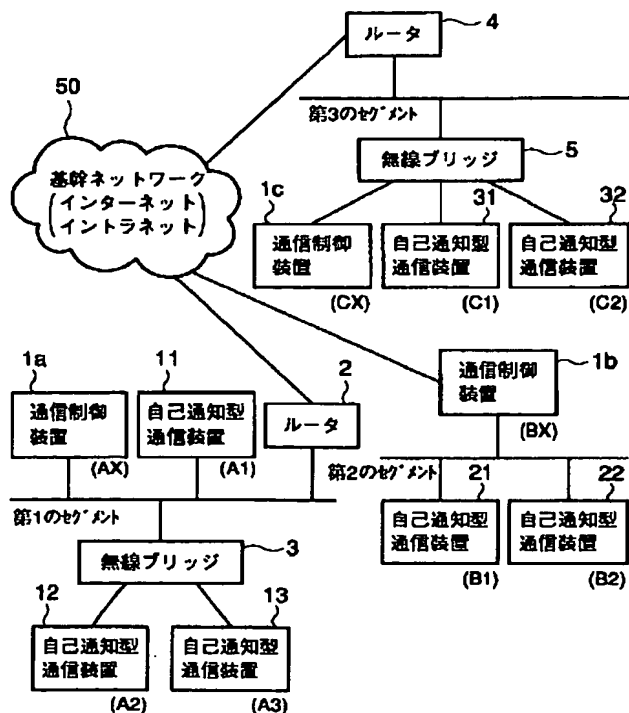 4
ルータ
50
第3のセグメント
無線ブリッジ
5
基幹ネットワーク
(インターネット
イントラネット)
1c
31
32
通信制御
装置
(CX)
自己通知型
通信装置
(C1)
自己通知型
通信装置
(C2)
1a
11
2
1b
通信制御
装置
(AX)
自己通知型
通信装置
(A1)
ルータ
通信制御
装置
(BX)
第1のセグメント
第2のセグメント
21
22
無線ブリッジ
3
自己通知型
通信装置
(B1)
自己通知型
通信装置
(B2)
12
13
自己通知型
通信装置
(A2)
自己通知型
通信装置
(A3)